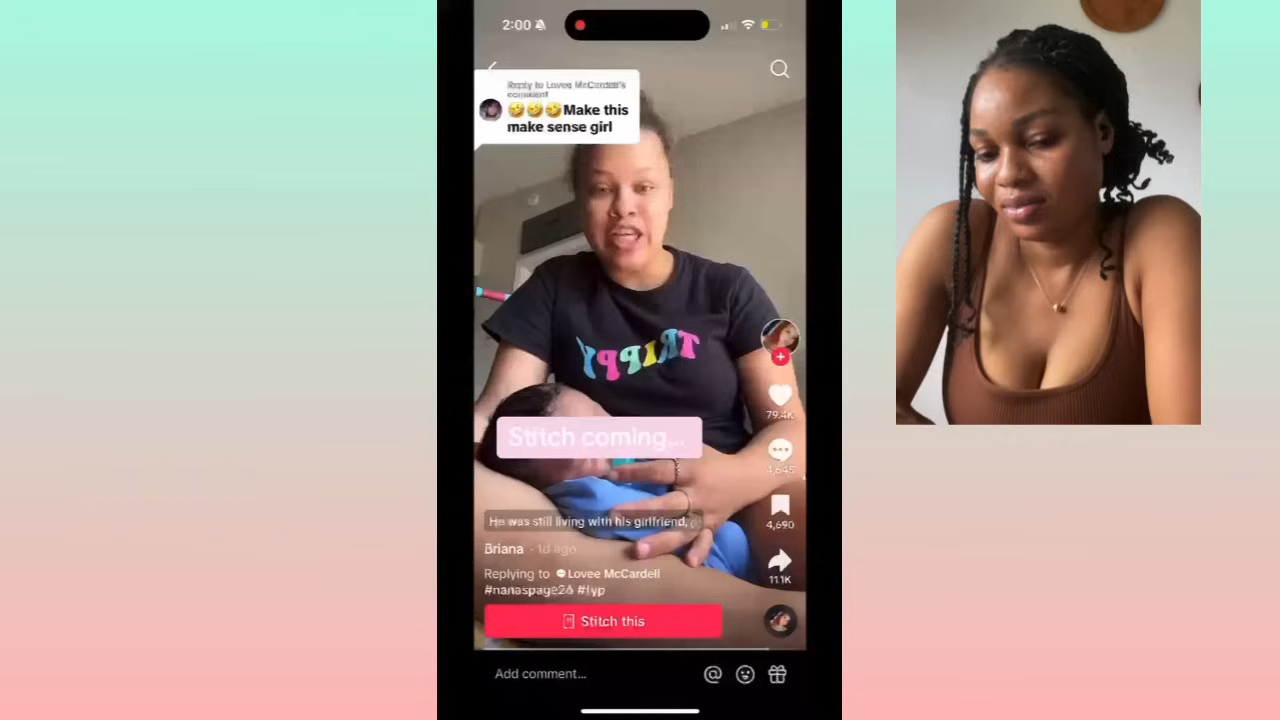 2:00
Reply to Lovee McCardell's
comment
🤣🤣🤣Make this
make sense girl
TRIPPY
79.4K
Stitch coming...
4,645
He was still living with his girlfriend,
4,690
Briana · 1d ago
Replying to Lovee McCardell
#nanaspage26 #fyp
11.1K
Stitch this
Add comment...